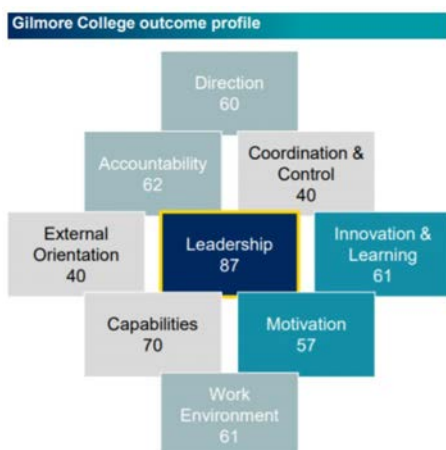 Gilmore College outcome profile
Direction
60
Accountability
62
Coordination &
Control
40
External
Orientation
40
Leadership
87
Innovation &
Learning
61
Capabilities
70
Motivation
57
Work
Environment
61